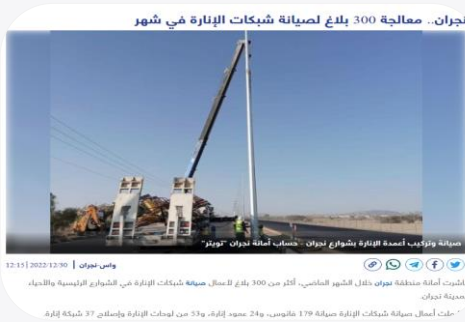 نجران.. معالجة 300 بلاغ لصيانة شبكات الإنارة في شهر
صيانة وتركيب أعمدة الإنارة بشوارع نجران - حساب أمانة نجران "تويتر"
واس-نجران | 2022/12/30 | 12:15
باشرت أمانة منطقة نجران خلال الشهر الماضي، أكثر من 300 بلاغ لأعمال صيانة شبكات الإنارة في الشوارع الرئيسية والأحياء
بمدينة نجران.
أعمال صيانة شبكات الإنارة صيانة 179 فانوس، و24 عمود إنارة، و53 من لوحات الإنارة وإصلاح 37 شبكة إنارة.